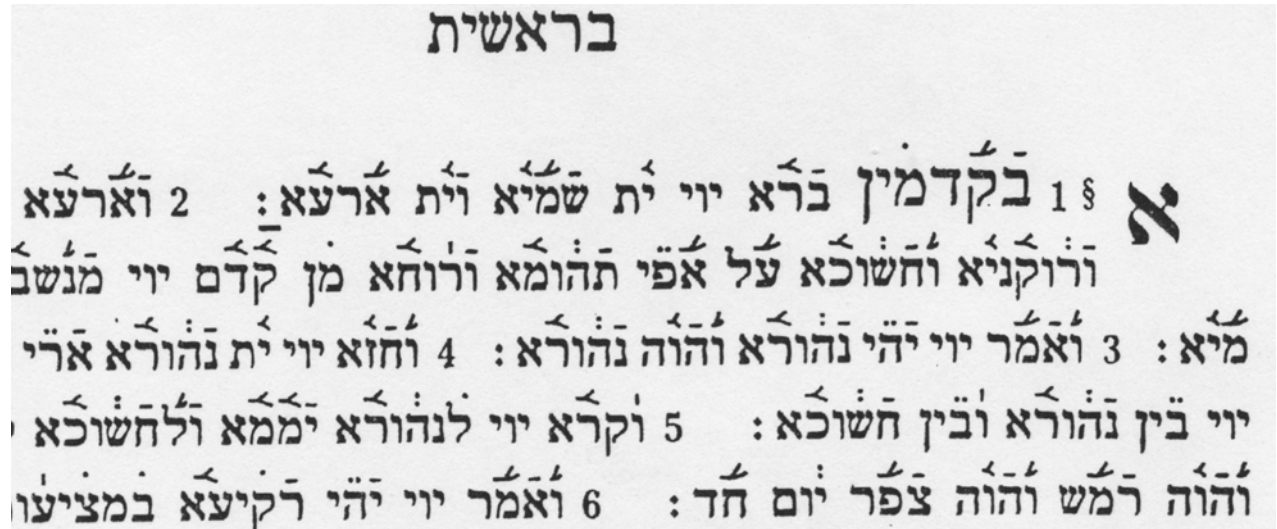 בראשית
א § 1 בקדמין ברא יוי ית שמיא וית ארעא: 2 וארעא
ורוקניא וחשוכא על אפי תהומא ורוחא מן קדם יוי מנשב
מיא: 3 ואמר יוי יהי נהורא והוה נהורא: 4 וחזא יוי ית נהורא ארי
יוי בין נהורא ובין חשוכא: 5 וקרא יוי לנהורא יממא ולחשוכא
והוה רמש והוה צפר יום חד: 6 ואמר יוי יהי רקיעא במציעו